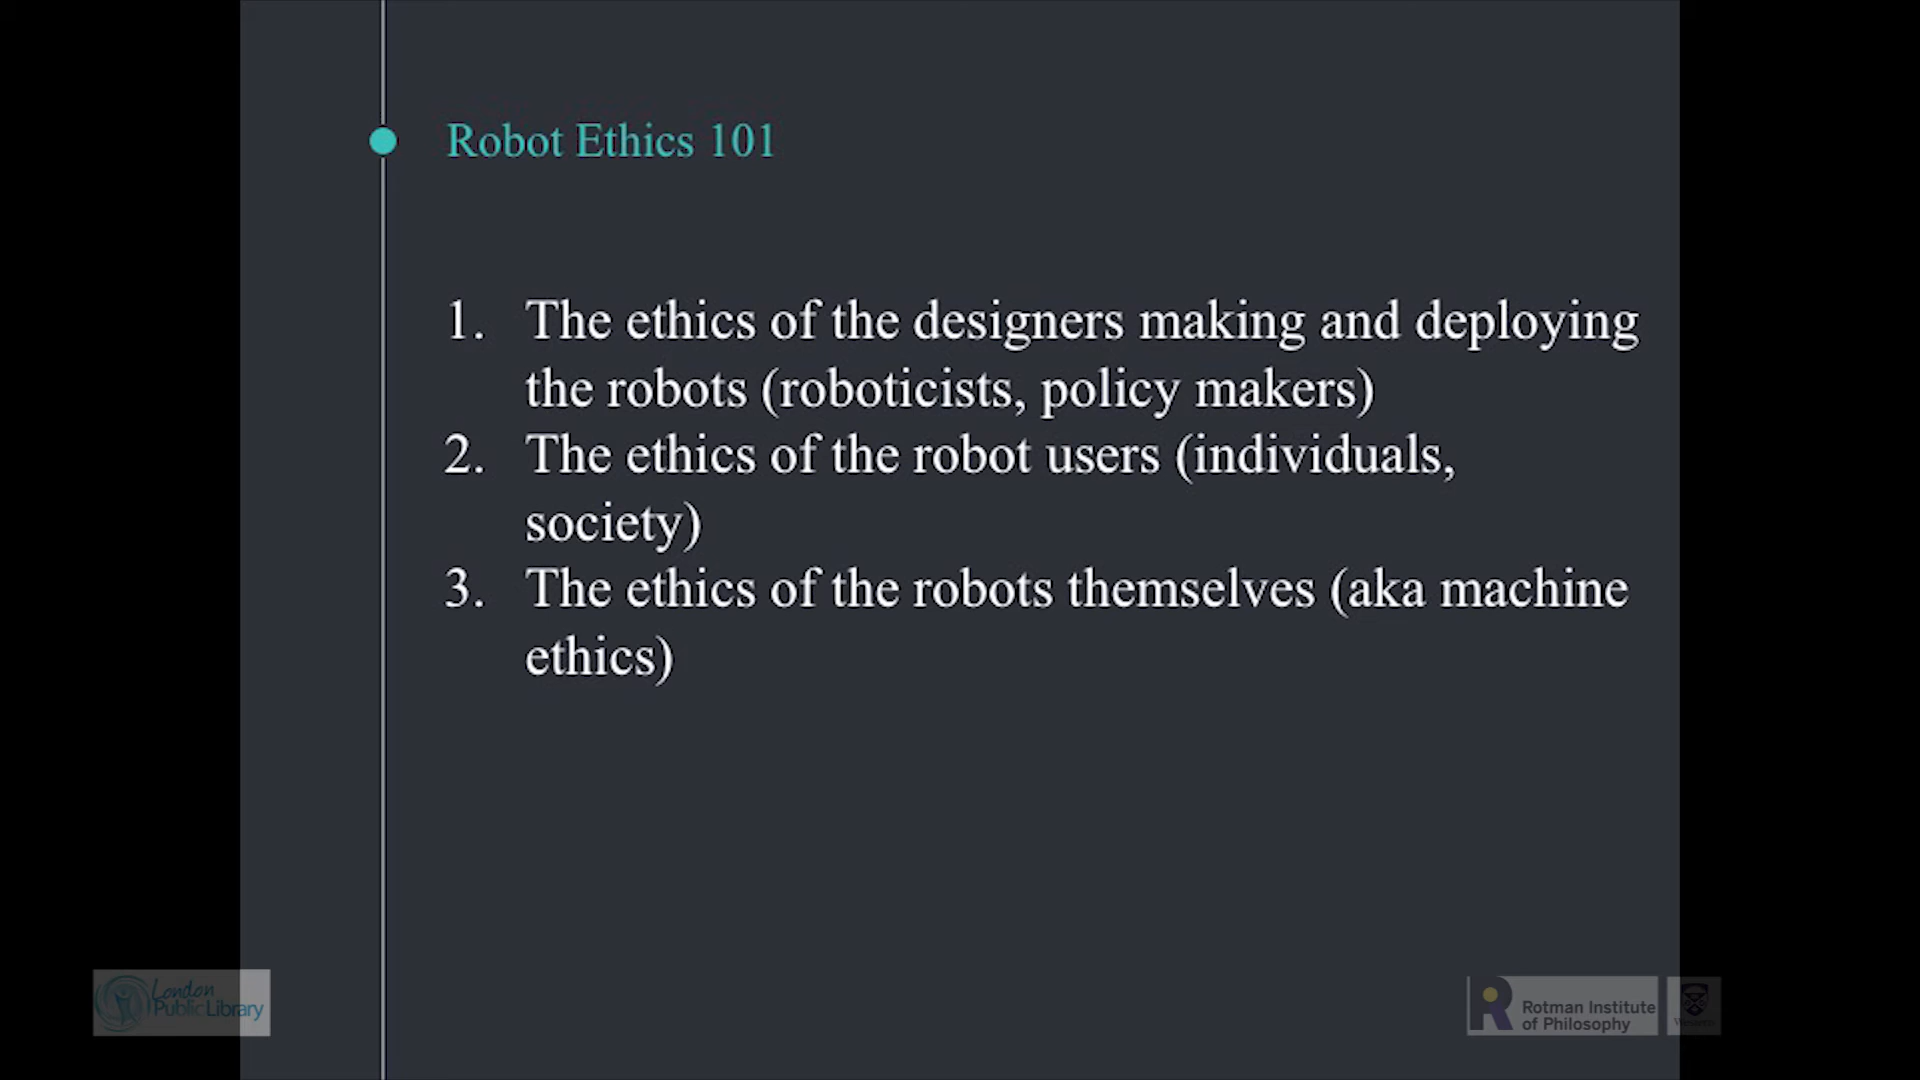 Robot Ethics 101
1. The ethics of the designers making and deploying
the robots (roboticists, policy makers)
2. The ethics of the robot users (individuals,
society)
3. The ethics of the robots themselves (aka machine
ethics)
London
Public Library
Rotman Institute
of Philosophy